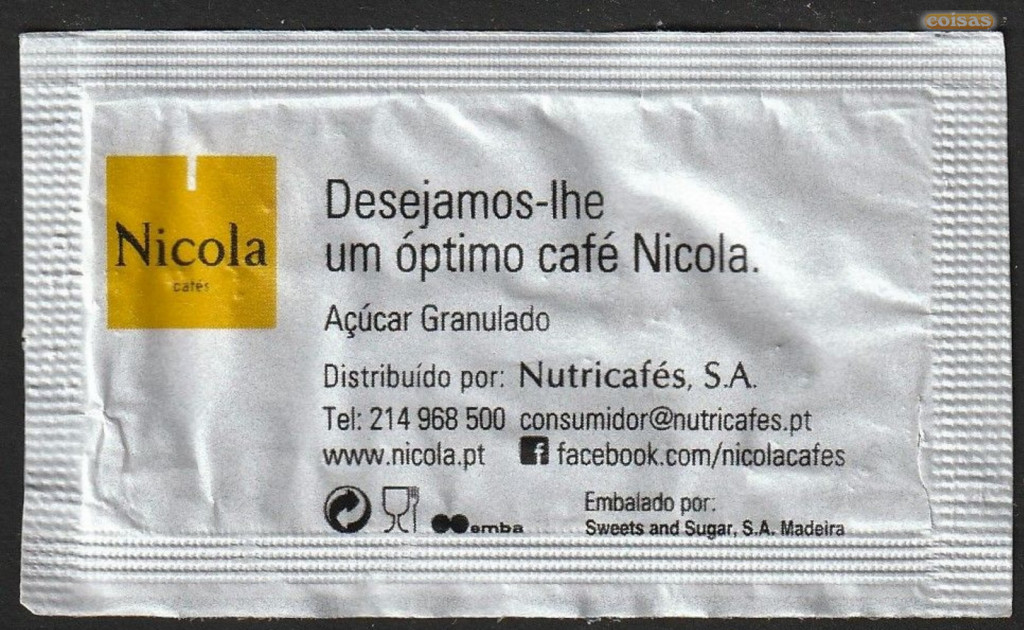 coisas
Nicola
cafés
Desejamos-lhe
um óptimo café Nicola.
Açúcar Granulado
Distribuído por: Nutricafés, S.A.
Tel: 214 968 500 consumidor@nutricafes.pt
www.nicola.pt f facebook.com/nicolacafes
emba
Embalado por:
Sweets and Sugar, S.A. Madeira